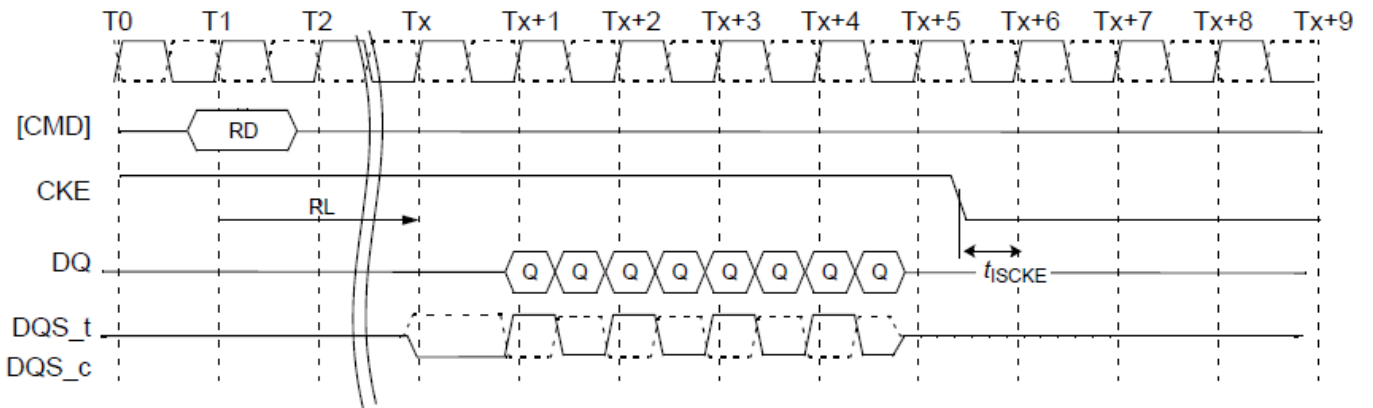 T0 T1 T2 Tx Tx+1 Tx+2 Tx+3 Tx+4 Tx+5 Tx+6 Tx+7 Tx+8 Tx+9
[CMD] RD
CKE
RL
DQ Q Q Q Q Q Q Q Q tISCKE
DQS_t
DQS_c